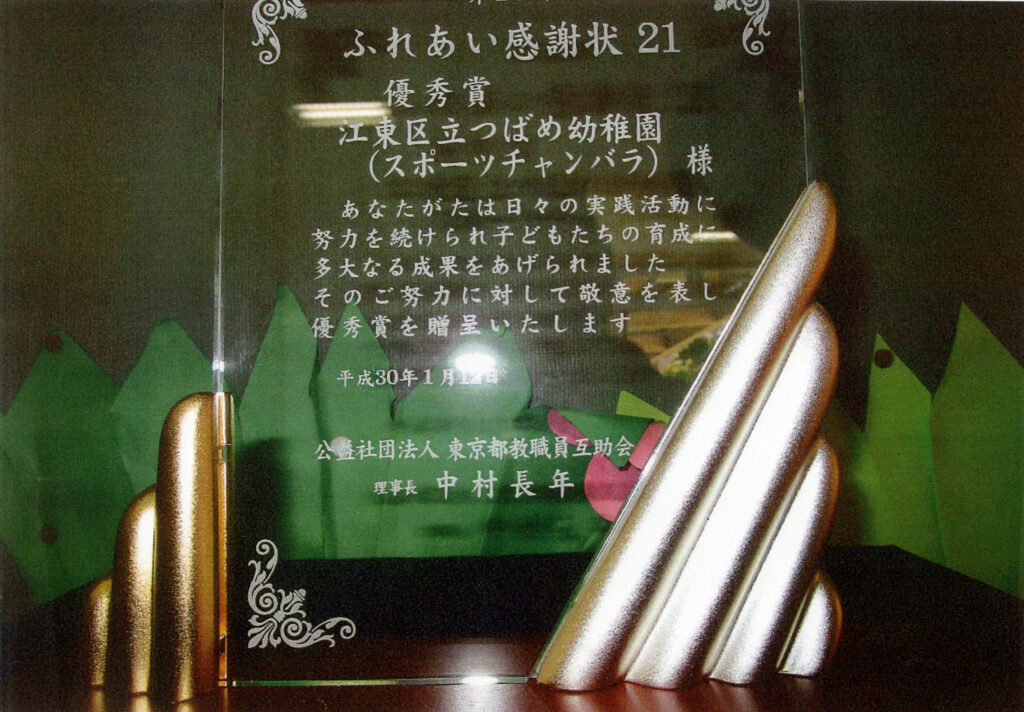 ふれあい感謝状 21
優秀賞
江東区立つばめ幼稚園
(スポーツチャンバラ) 様
あなたがたは日々の実践活動に
努力を続けられ子どもたちの育成に
多大なる成果をあげられました
そのご努力に対して敬意を表し
優秀賞を贈呈いたします
平成30年1月12日
公益社団法人 東京都教職員互助会
理事長 中村長年